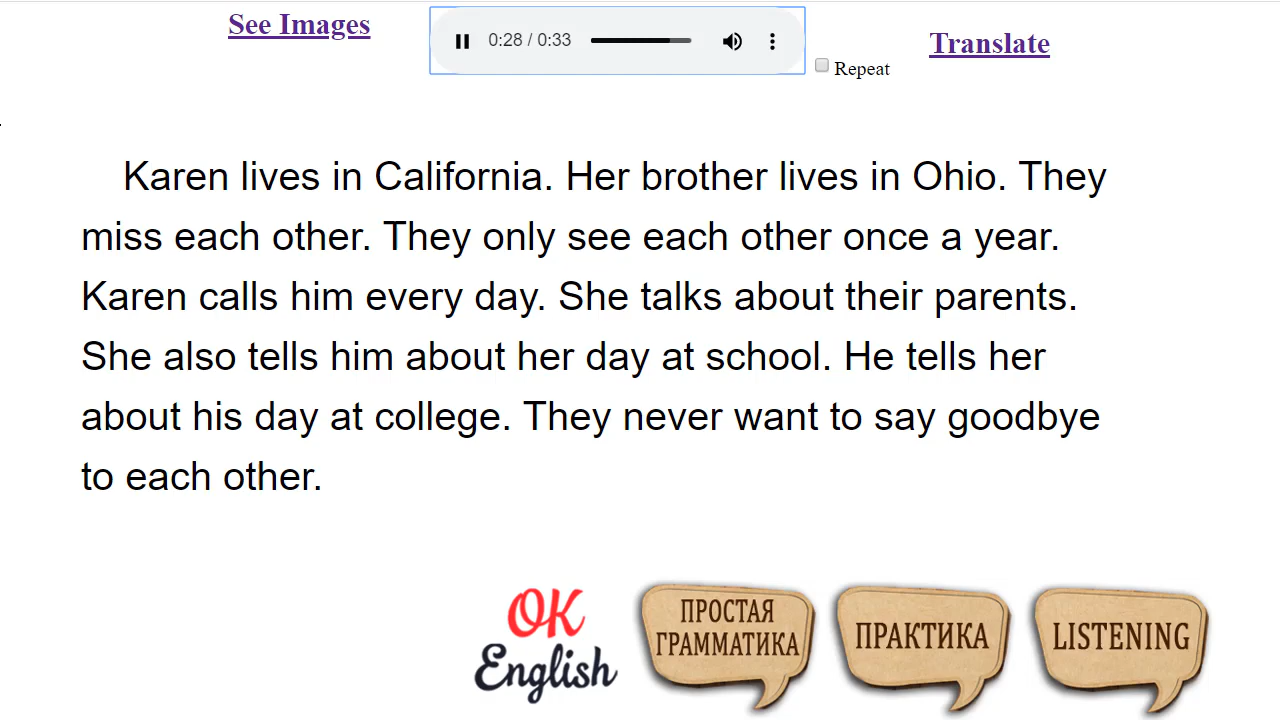 See Images
0:28 / 0:33
Repeat
Translate
Karen lives in California. Her brother lives in Ohio. They
miss each other. They only see each other once a year.
Karen calls him every day. She talks about their parents.
She also tells him about her day at school. He tells her
about his day at college. They never want to say goodbye
to each other.
OK
English
ПРОСТАЯ
ГРАММАТИКА
ПРАКТИКА
LISTENING